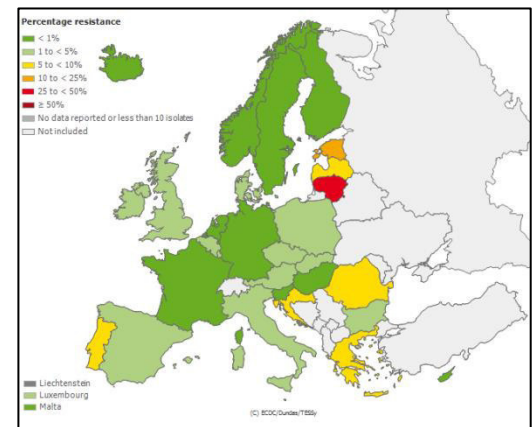 Percentage resistance
< 1%
1 to < 5%
5 to < 10%
10 to < 25%
25 to < 50%
≥ 50%
No data reported or less than 10 isolates
Not included
Liechtenstein
Luxembourg
Malta
(C) ECDC/Dundas/TESSy